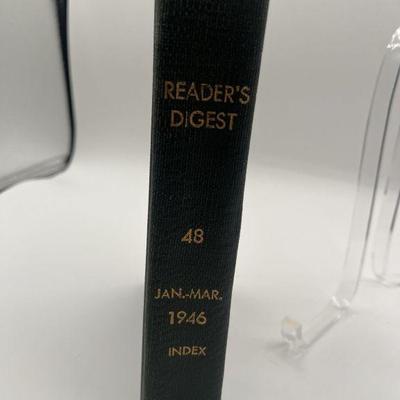 READER'S
DIGEST
48
JAN.-MAR.
1946
INDEX